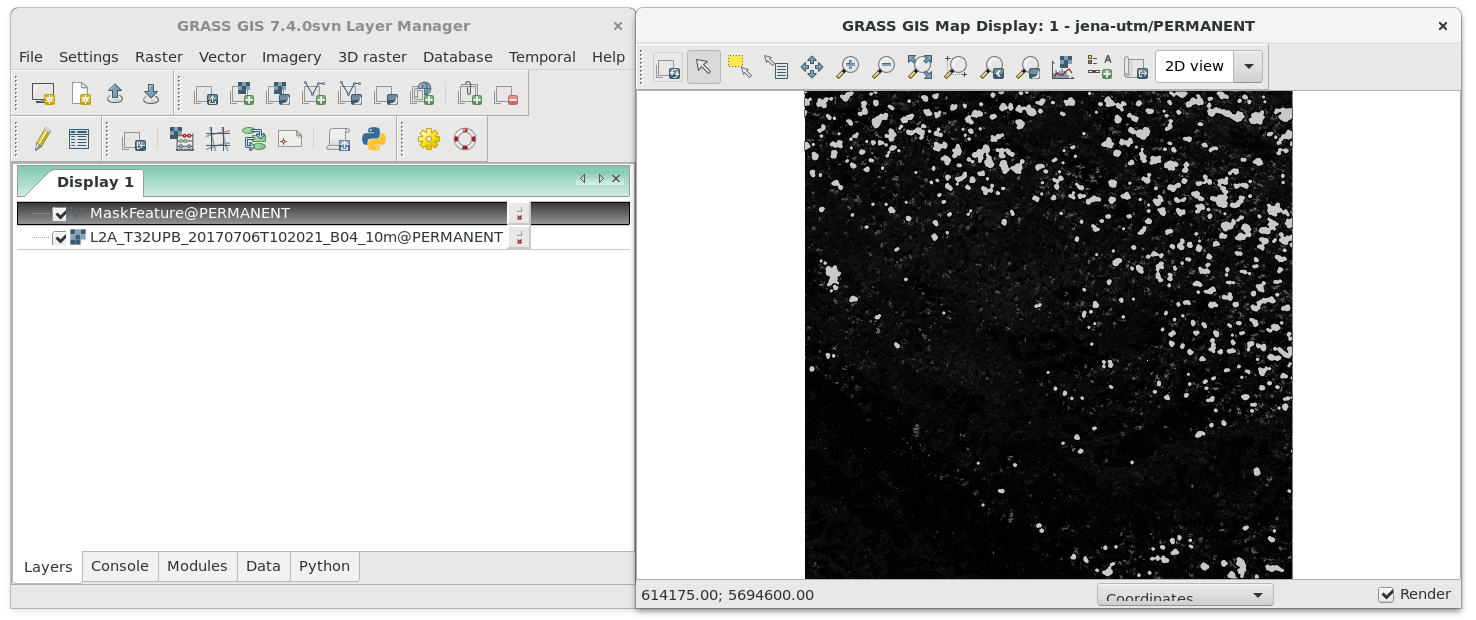 GRASS GIS 7.4.0svn Layer Manager
File Settings Raster Vector Imagery 3D raster Database Temporal Help
Display 1
MaskFeature@PERMANENT
L2A_T32UPB_20170706T102021_B04_10m@PERMANENT
Layers Console Modules Data Python
GRASS GIS Map Display: 1 - jena-utm/PERMANENT
A
2D view
614175.00; 5694600.00
Coordinates
Render